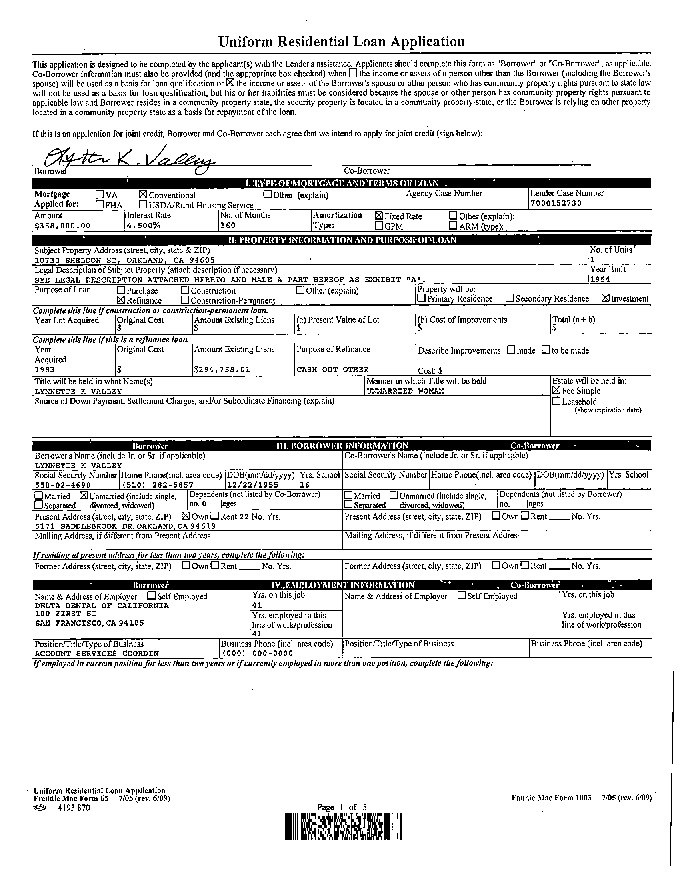 Uniform Residential Loan Application
This application is designed to be completed by the applicant(s) with the Lender's assistance. Applicants should complete this form as "Borrower" or "Co-Borrower", as applicable.
Co-Borrower information must also be provided (and the appropriate box checked) when ☐ the income or assets of a person other than the Borrower (including the Borrower's
spouse) will be used as a basis for loan qualification or ☒ the income or assets of the Borrower's spouse or other person who has community property rights pursuant to state law
will not be used as a basis for loan qualification, but his or her liabilities must be considered because the spouse or other person has community property rights pursuant to
applicable law and Borrower resides in a community property state, the security property is located in a community property state, or the Borrower is relying on other property
located in a community property state as a basis for repayment of the loan.
If this is an application for joint credit, Borrower and Co-Borrower each agree that we intend to apply for joint credit (sign below):
K. Valley
Borrower Co-Borrower
I. TYPE OF MORTGAGE AND TERMS OF LOAN
Mortgage ☐ VA ☒ Conventional ☐ Other (explain) Agency Case Number Lender Case Number
Applied for: ☐ FHA ☐ USDA/Rural Housing Service 7000152730
Amount Interest Rate No. of Months Amortization ☒ Fixed Rate ☐ Other (explain):
$358,000.00 4.500% 360 Type: ☐ GPM ☐ ARM (type):
II. PROPERTY INFORMATION AND PURPOSE OF LOAN
Subject Property Address (street, city, state & ZIP) No. of Units
10733 SHELDON ST, OAKLAND, CA 94605 1
Legal Description of Subject Property (attach description if necessary) Year Built
SEE LEGAL DESCRIPTION ATTACHED HERETO AND MADE A PART HEREOF AS EXHIBIT "A". 1964
Purpose of Loan ☐ Purchase ☐ Construction ☐ Other (explain) Property will be:
☒ Refinance ☐ Construction-Permanent ☐ Primary Residence ☐ Secondary Residence ☒ Investment
Complete this line if construction or construction-permanent loan.
Year Lot Acquired Original Cost Amount Existing Liens (a) Present Value of Lot (b) Cost of Improvements Total (a + b)
$ $ $ $ $
Complete this line if this is a refinance loan.
Year Original Cost Amount Existing Liens Purpose of Refinance Describe Improvements ☐ made ☐ to be made
Acquired
1993 $ $294,758.01 CASH OUT OTHER Cost: $
Title will be held in what Name(s) Manner in which Title will be held Estate will be held in:
LYNNETTE K VALLEY UNMARRIED WOMAN ☒ Fee Simple
Source of Down Payment, Settlement Charges, and/or Subordinate Financing (explain) ☐ Leasehold
(show expiration date)
Borrower III. BORROWER INFORMATION Co-Borrower
Borrower's Name (include Jr. or Sr. if applicable) Co-Borrower's Name (include Jr. or Sr. if applicable)
LYNNETTE K VALLEY
Social Security Number Home Phone (incl. area code) DOB (mm/dd/yyyy) Yrs. School Social Security Number Home Phone (incl. area code) DOB (mm/dd/yyyy) Yrs. School
(510) 12/22/1955 16
☐ Married ☒ Unmarried (include single, Dependents (not listed by Co-Borrower) ☐ Married ☐ Unmarried (include single, Dependents (not listed by Borrower)
☐ Separated divorced, widowed) no. 0 ages ☐ Separated divorced, widowed) no. ages
Present Address (street, city, state, ZIP) ☒ Own ☐ Rent 22 No. Yrs. Present Address (street, city, state, ZIP) ☐ Own ☐ Rent ____ No. Yrs.
5171 SADDLEBROOK DR, OAKLAND, CA 94619
Mailing Address, if different from Present Address Mailing Address, if different from Present Address
If residing at present address for less than two years, complete the following:
Former Address (street, city, state, ZIP) ☐ Own ☐ Rent ____ No. Yrs. Former Address (street, city, state, ZIP) ☐ Own ☐ Rent ____ No. Yrs.
Borrower IV. EMPLOYMENT INFORMATION Co-Borrower
Name & Address of Employer ☐ Self Employed Yrs. on this job Name & Address of Employer ☐ Self Employed Yrs. on this job
DELTA DENTAL OF CALIFORNIA 41
100 FIRST ST Yrs. employed in this Yrs. employed in this
SAN FRANCISCO, CA 94105 line of work/profession line of work/profession
41
Position/Title/Type of Business Business Phone (incl. area code) Position/Title/Type of Business Business Phone (incl. area code)
ACCOUNT SERVICES COORDIN (000) 000-0000
If employed in current position for less than two years or if currently employed in more than one position, complete the following:
Uniform Residential Loan Application
Freddie Mac Form 65 7/05 (rev. 6/09) Fannie Mae Form 1003 7/05 (rev. 6/09)
Page 1 of 5